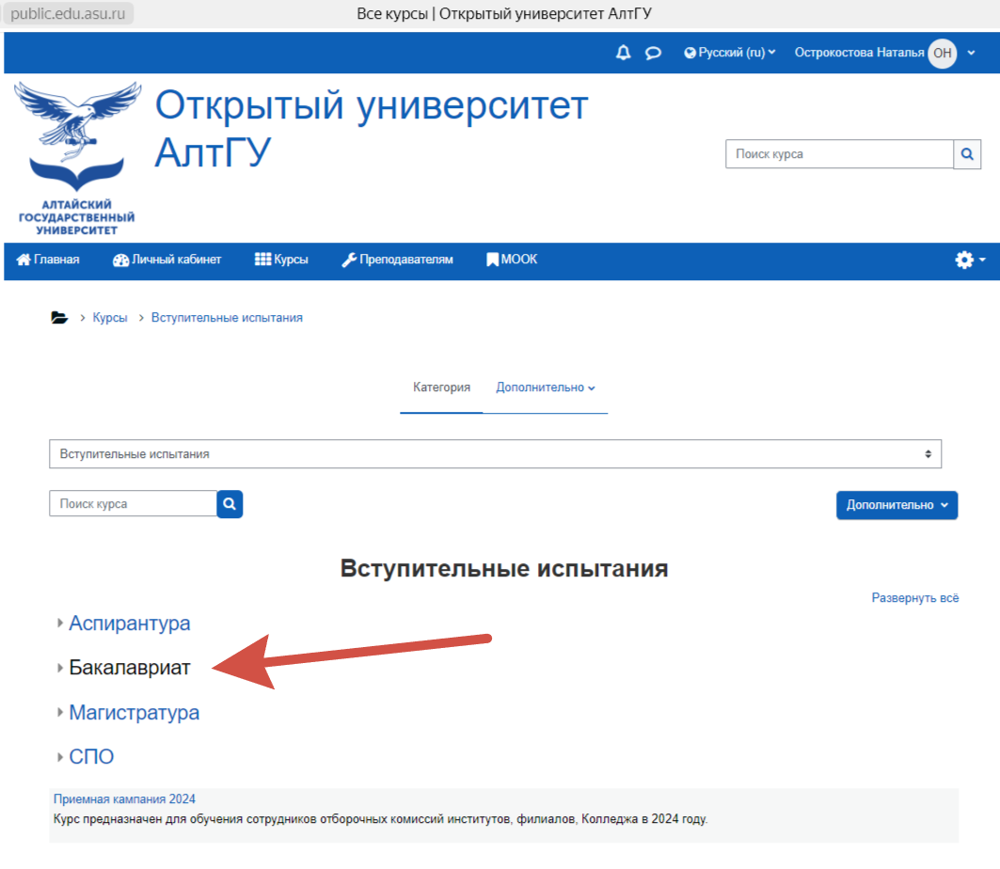 public.edu.asu.ru
Все курсы | Открытый университет АлтГУ
Русский (ru)
Острокостова Наталья ОН
Открытый университет
АлтГУ
АЛТАЙСКИЙ
ГОСУДАРСТВЕННЫЙ
УНИВЕРСИТЕТ
Поиск курса
Главная Личный кабинет Курсы Преподавателям МООК
Курсы > Вступительные испытания
Категория Дополнительно
Вступительные испытания
Поиск курса
Дополнительно
Вступительные испытания
Развернуть всё
Аспирантура
Бакалавриат
Магистратура
СПО
Приемная кампания 2024
Курс предназначен для обучения сотрудников отборочных комиссий институтов, филиалов, Колледжа в 2024 году.